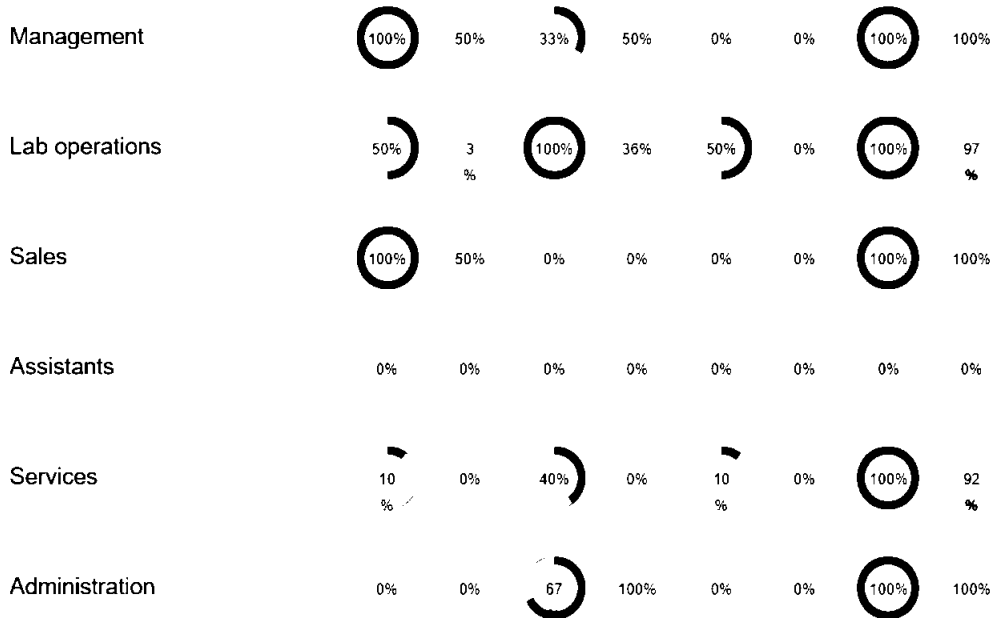 Management 100% 50% 33% 50% 0% 0% 100% 100%
Lab operations 50% 3 % 100% 36% 50% 0% 100% 97 %
Sales 100% 50% 0% 0% 0% 0% 100% 100%
Assistants 0% 0% 0% 0% 0% 0% 0% 0%
Services 10 % 0% 40% 0% 10 % 0% 100% 92 %
Administration 0% 0% 67 100% 0% 0% 100% 100%